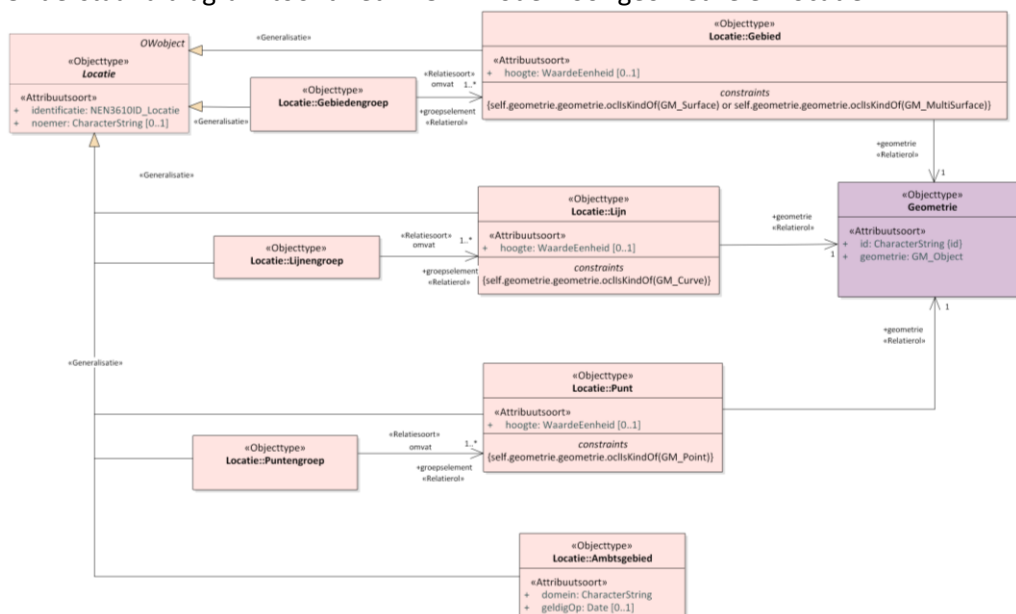 OWobject
«Objecttype»
Locatie
«Attribuutsoort»
+ identificatie: NEN3610ID_Locatie
+ noemer: CharacterString [0..1]
«Generalisatie»
«Objecttype»
Locatie::Gebied
«Attribuutsoort»
+ hoogte: WaardeEenheid [0..1]
constraints
{self.geometrie.geometrie.oclIsKindOf(GM_Surface) or self.geometrie.geometrie.oclIsKindOf(GM_MultiSurface)}
«Objecttype»
Locatie::Gebiedengroep
«Generalisatie»
«Relatiesoort»
omvat 1..*
+groepselement
«Relatierol»
+geometrie
«Relatierol»
1
«Generalisatie»
«Objecttype»
Locatie::Lijn
«Attribuutsoort»
+ hoogte: WaardeEenheid [0..1]
constraints
{self.geometrie.geometrie.oclIsKindOf(GM_Curve)}
«Objecttype»
Geometrie
«Attribuutsoort»
+ id: CharacterString {id}
+ geometrie: GM_Object
+geometrie
«Relatierol»
1
«Objecttype»
Locatie::Lijnengroep
«Relatiesoort»
omvat 1..*
+groepselement
«Relatierol»
1
+geometrie
«Relatierol»
«Generalisatie»
«Objecttype»
Locatie::Punt
«Attribuutsoort»
+ hoogte: WaardeEenheid [0..1]
constraints
{self.geometrie.geometrie.oclIsKindOf(GM_Point)}
«Objecttype»
Locatie::Puntengroep
«Relatiesoort»
omvat 1..*
+groepselement
«Relatierol»
«Objecttype»
Locatie::Ambtsgebied
«Attribuutsoort»
+ domein: CharacterString
+ geldigOp: Date [0..1]